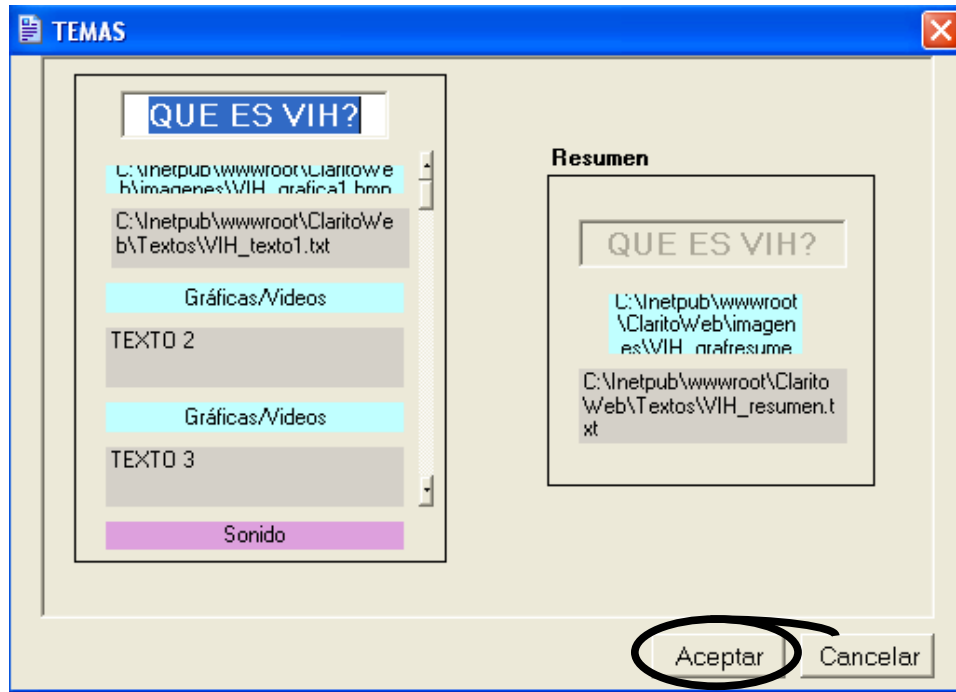 TEMAS
QUE ES VIH?
C:\Inetpub\wwwroot\ClaritoWe
b\imagenes\VIH_grafica1.bmp
C:\Inetpub\wwwroot\ClaritoWe
b\Textos\VIH_texto1.txt
Gráficas/Videos
TEXTO 2
Gráficas/Videos
TEXTO 3
Sonido
Resumen
QUE ES VIH?
C:\Inetpub\wwwroot
\ClaritoWeb\imagen
es\VIH_grafresume
C:\Inetpub\wwwroot\Clarito
Web\Textos\VIH_resumen.t
xt
Aceptar
Cancelar